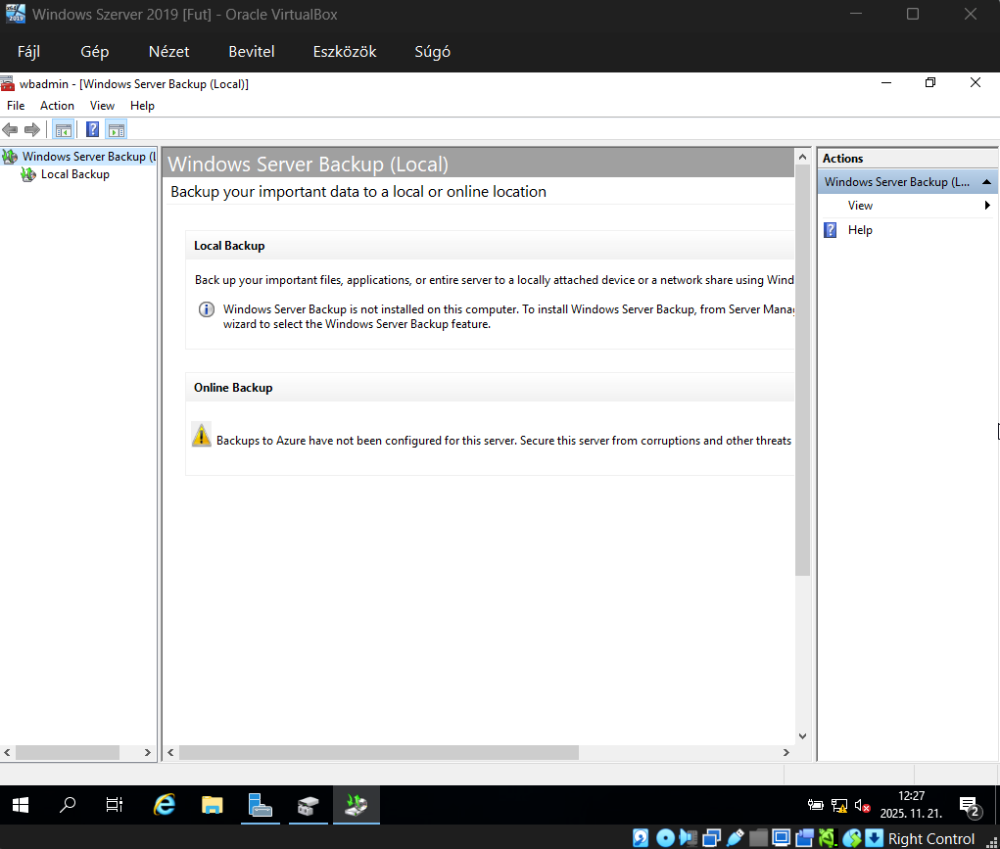 Windows Szerver 2019 [Fut] - Oracle VirtualBox
Fájl Gép Nézet Bevitel Eszközök Súgó
wbadmin - [Windows Server Backup (Local)]
File Action View Help
Windows Server Backup (L
Local Backup
Windows Server Backup (Local)
Backup your important data to a local or online location
Local Backup
Back up your important files, applications, or entire server to a locally attached device or a network share using Wind
Windows Server Backup is not installed on this computer. To install Windows Server Backup, from Server Manag
wizard to select the Windows Server Backup feature.
Online Backup
Backups to Azure have not been configured for this server. Secure this server from corruptions and other threats
Actions
Windows Server Backup (L...
View
Help
12:27
2025. 11. 21.
2
Right Control